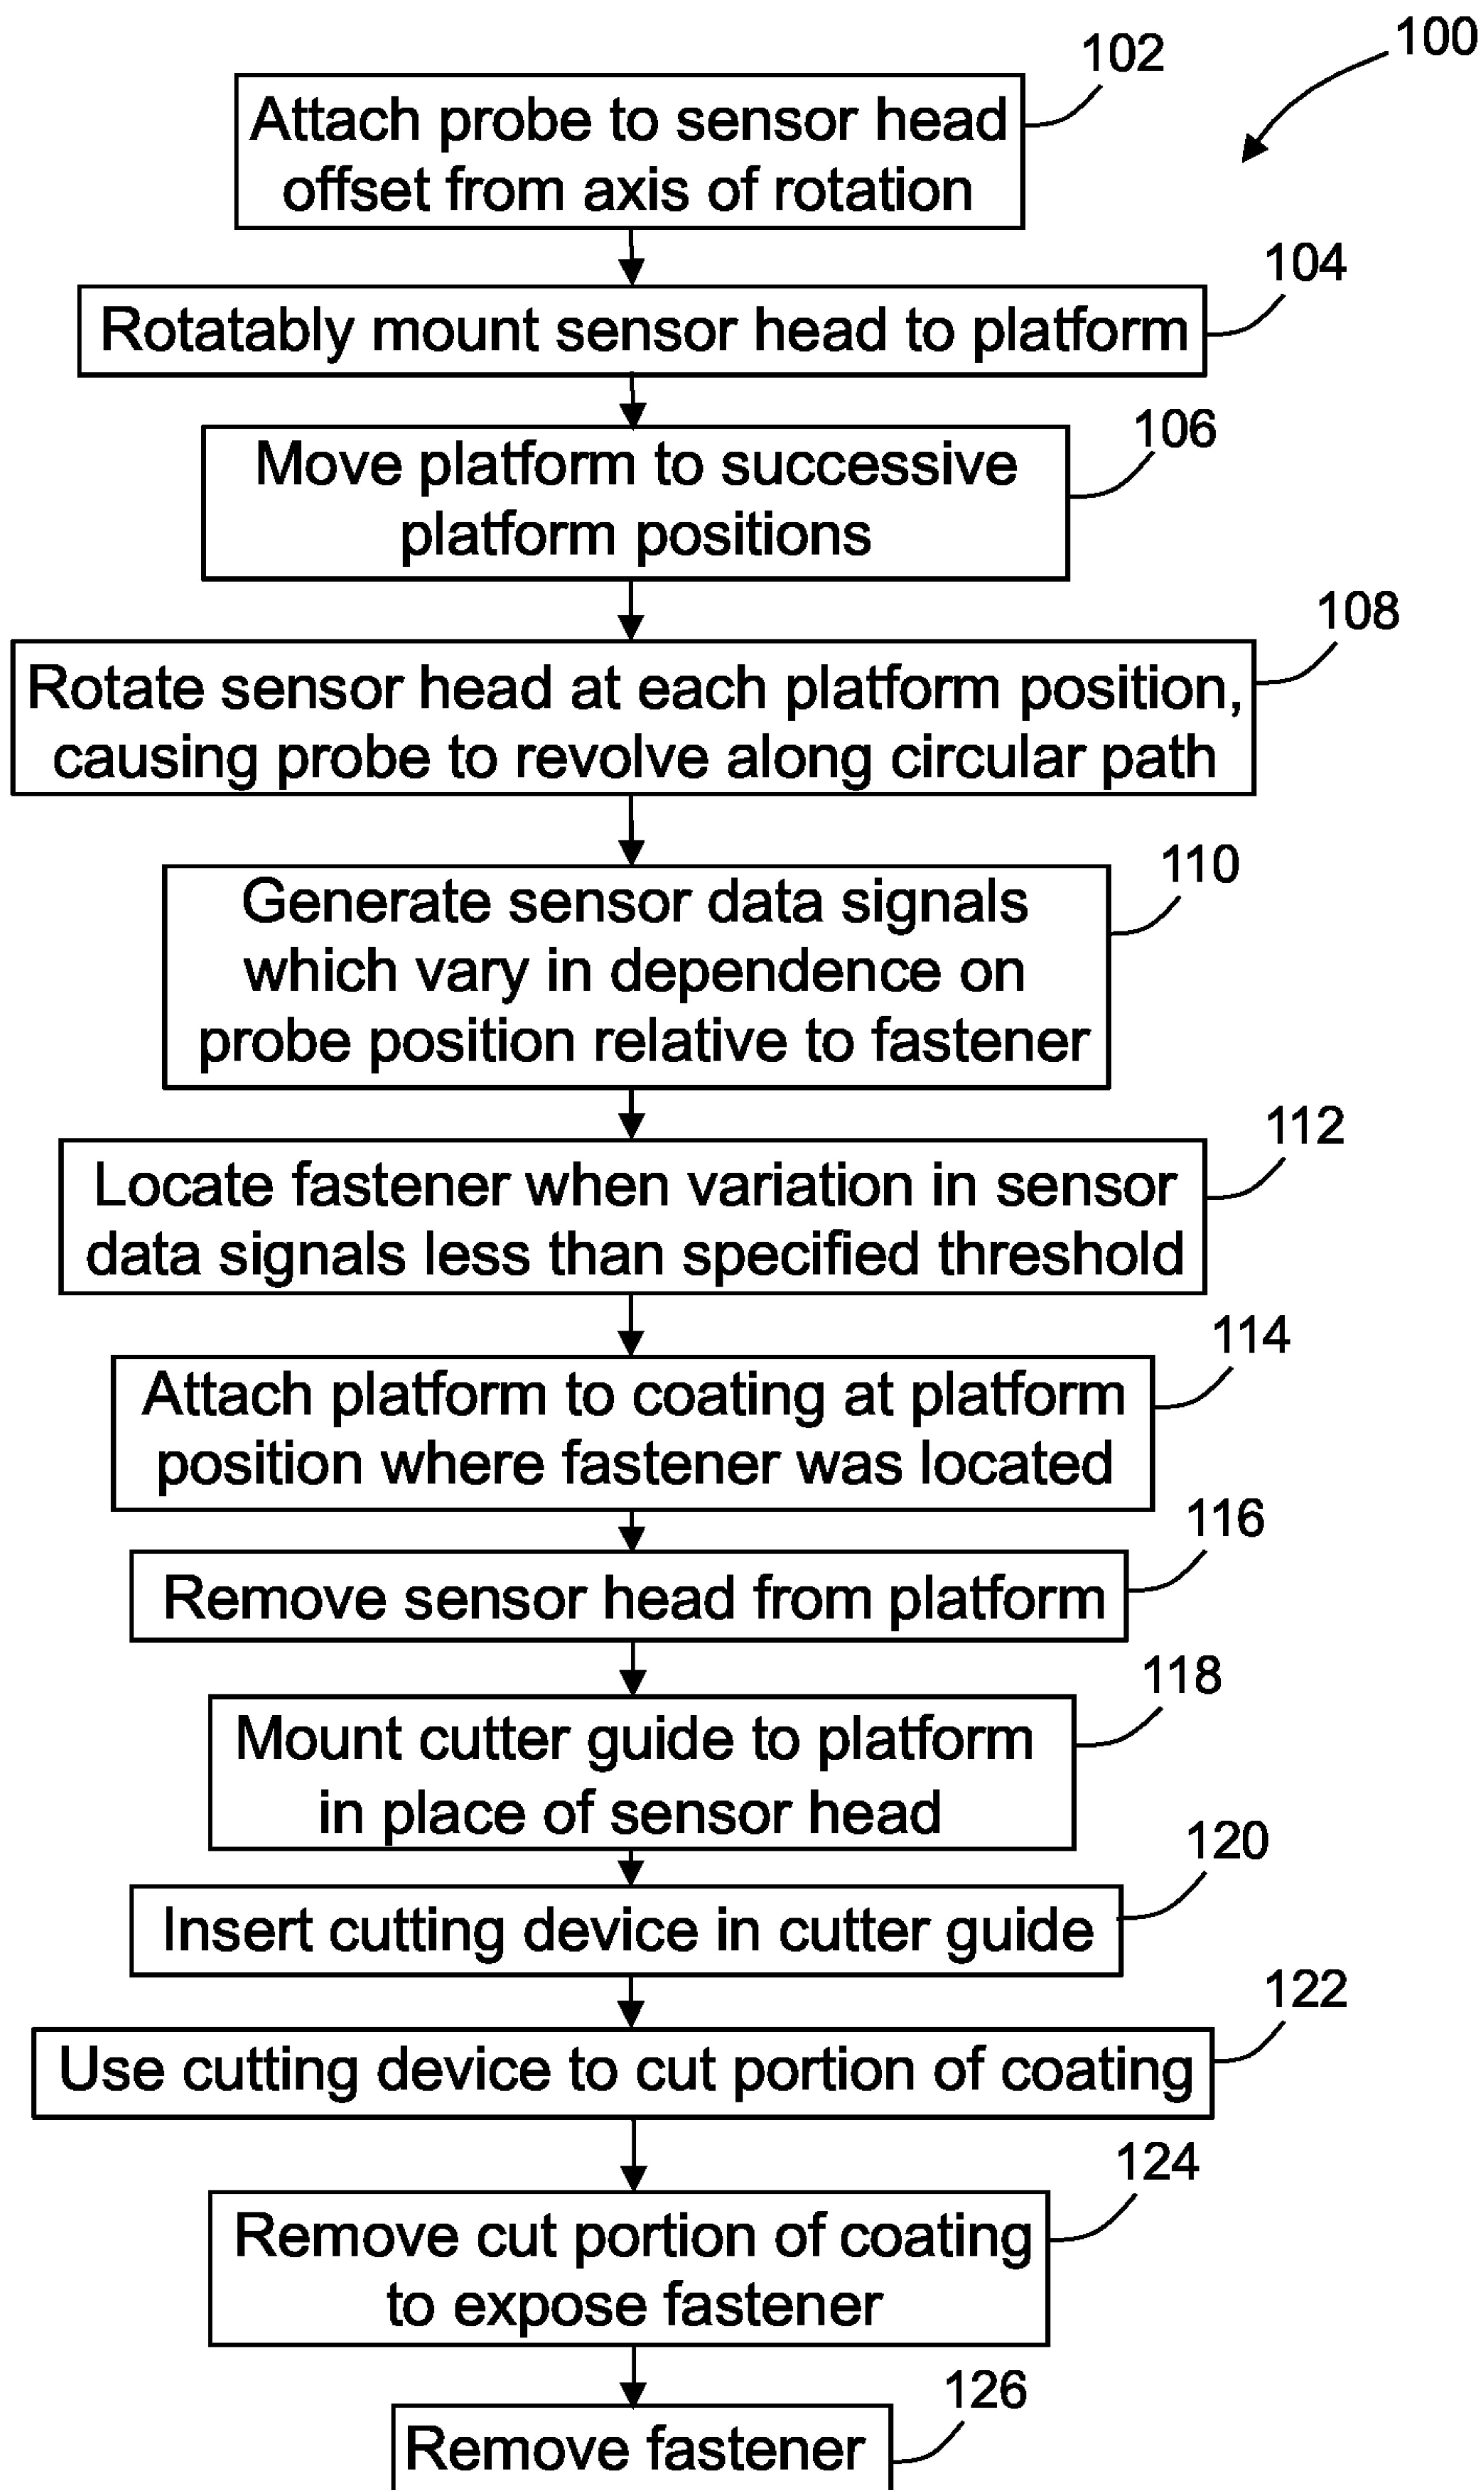 100
102
Attach probe to sensor head
offset from axis of rotation
104
Rotatably mount sensor head to platform
106
Move platform to successive
platform positions
108
Rotate sensor head at each platform position,
causing probe to revolve along circular path
110
Generate sensor data signals
which vary in dependence on
probe position relative to fastener
112
Locate fastener when variation in sensor
data signals less than specified threshold
114
Attach platform to coating at platform
position where fastener was located
116
Remove sensor head from platform
118
Mount cutter guide to platform
in place of sensor head
120
Insert cutting device in cutter guide
122
Use cutting device to cut portion of coating
124
Remove cut portion of coating
to expose fastener
126
Remove fastener